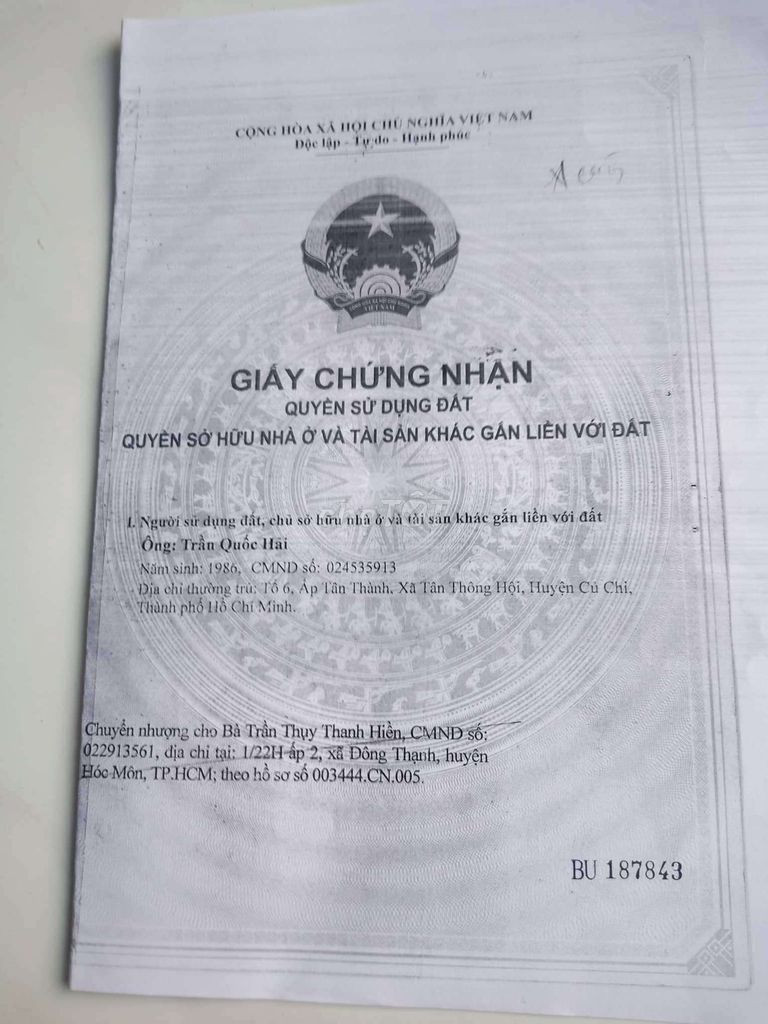 CỘNG HÒA XÃ HỘI CHỦ NGHĨA VIỆT NAM
Độc lập - Tự do - Hạnh phúc
GIẤY CHỨNG NHẬN
QUYỀN SỬ DỤNG ĐẤT
QUYỀN SỞ HỮU NHÀ Ở VÀ TÀI SẢN KHÁC GẮN LIỀN VỚI ĐẤT
I. Người sử dụng đất, chủ sở hữu nhà ở và tài sản khác gắn liền với đất
Ông: Trần Quốc Hải
Năm sinh: 1986, CMND số: 024535913
Địa chỉ thường trú: Tổ 6, Ấp Tân Thành, Xã Tân Thông Hội, Huyện Củ Chi,
Thành phố Hồ Chí Minh.
Chuyển nhượng cho Bà Trần Thụy Thanh Hiền, CMND số:
022913561, địa chỉ tại: 1/22H ấp 2, xã Đông Thạnh, huyện
Hóc Môn, TP.HCM; theo hồ sơ số 003444.CN.005.
BU 187843